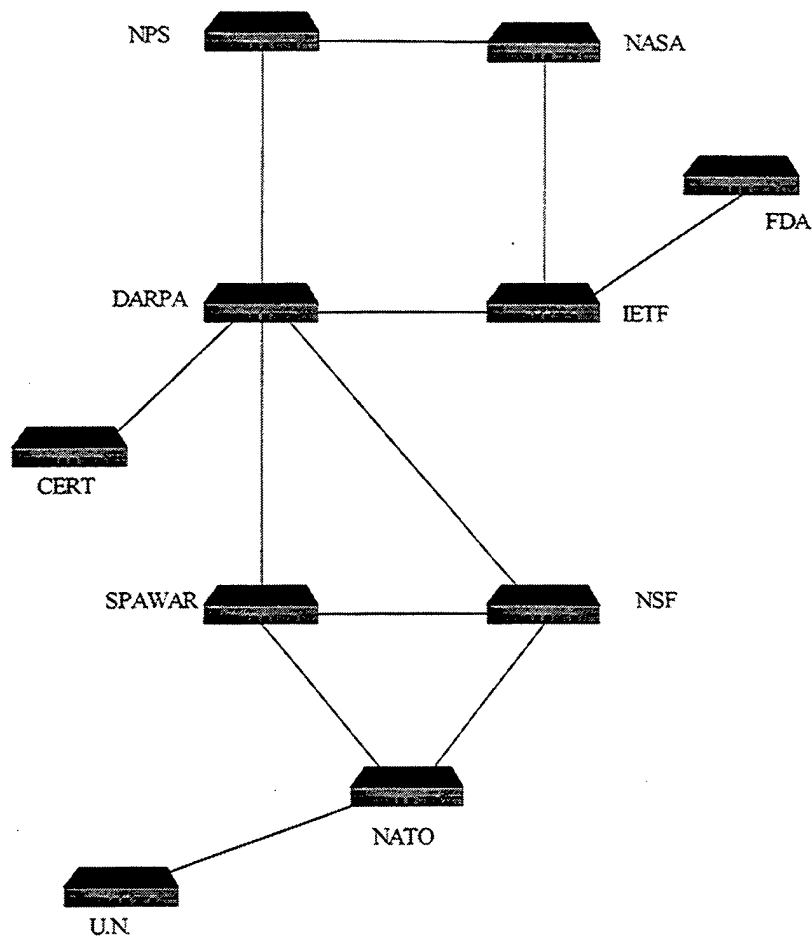 NPS
NASA
FDA
DARPA
IETF
CERT
SPAWAR
NSF
NATO
U.N.